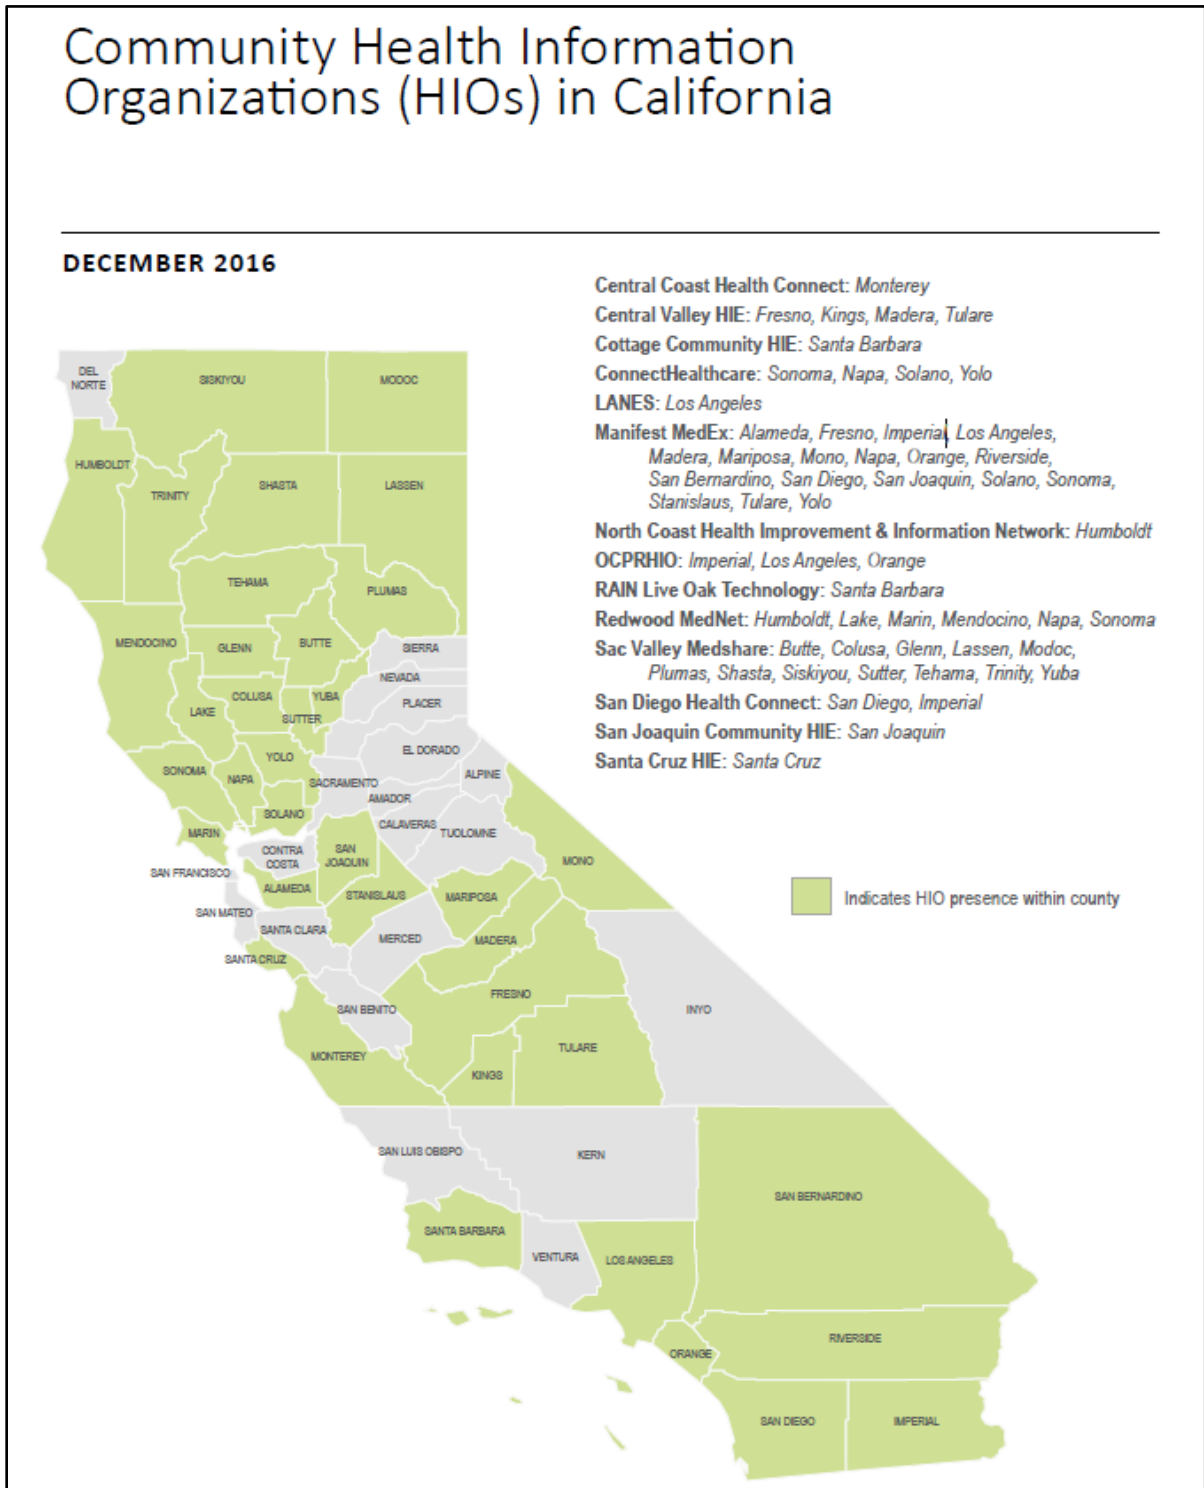 Community Health Information
Organizations (HIOs) in California
DECEMBER 2016
Central Coast Health Connect: Monterey
Central Valley HIE: Fresno, Kings, Madera, Tulare
Cottage Community HIE: Santa Barbara
ConnectHealthcare: Sonoma, Napa, Solano, Yolo
LANES: Los Angeles
Manifest MedEx: Alameda, Fresno, Imperial, Los Angeles,
Madera, Mariposa, Mono, Napa, Orange, Riverside,
San Bernardino, San Diego, San Joaquin, Solano, Sonoma,
Stanislaus, Tulare, Yolo
North Coast Health Improvement & Information Network: Humboldt
OCPRHIO: Imperial, Los Angeles, Orange
RAIN Live Oak Technology: Santa Barbara
Redwood MedNet: Humboldt, Lake, Marin, Mendocino, Napa, Sonoma
Sac Valley Medshare: Butte, Colusa, Glenn, Lassen, Modoc,
Plumas, Shasta, Siskiyou, Sutter, Tehama, Trinity, Yuba
San Diego Health Connect: San Diego, Imperial
San Joaquin Community HIE: San Joaquin
Santa Cruz HIE: Santa Cruz
Indicates HIO presence within county
DEL
NORTE
SISKIYOU
MODOC
HUMBOLDT
TRINITY
SHASTA
LASSEN
TEHAMA
PLUMAS
MENDOCINO
GLENN
BUTTE
SIERRA
NEVADA
COLUSA
YUBA
PLACER
LAKE
SUTTER
YOLO
EL DORADO
SONOMA
NAPA
SACRAMENTO
ALPINE
AMADOR
SOLANO
CALAVERAS
TUOLOMNE
MARIN
CONTRA
COSTA
SAN
JOAQUIN
MONO
SAN FRANCISCO
ALAMEDA
STANISLAUS
MARIPOSA
SAN MATEO
SANTA CLARA
MERCED
MADERA
SANTA CRUZ
FRESNO
SAN BENITO
INYO
MONTEREY
TULARE
KINGS
SAN LUIS OBISPO
KERN
SAN BERNARDINO
SANTA BARBARA
VENTURA
LOS ANGELES
RIVERSIDE
ORANGE
SAN DIEGO
IMPERIAL